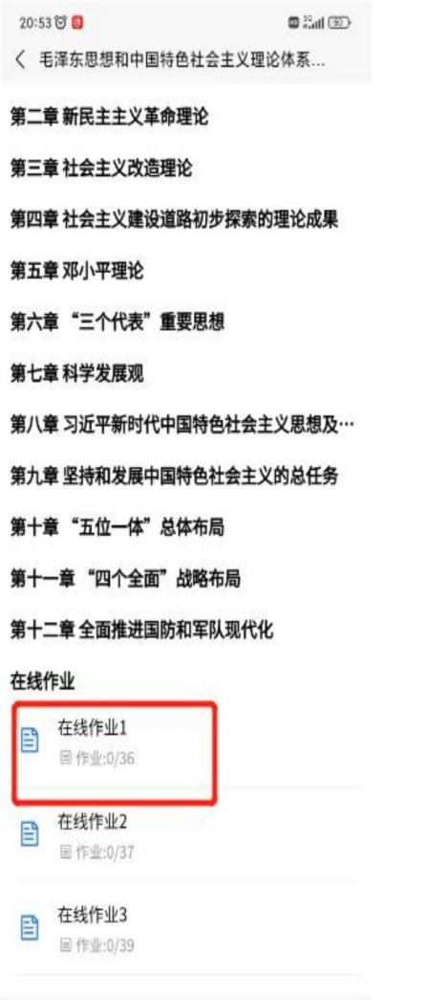 20:53
5G
50
毛泽东思想和中国特色社会主义理论体系...
第二章 新民主主义革命理论
第三章 社会主义改造理论
第四章 社会主义建设道路初步探索的理论成果
第五章 邓小平理论
第六章 “三个代表”重要思想
第七章 科学发展观
第八章 习近平新时代中国特色社会主义思想及…
第九章 坚持和发展中国特色社会主义的总任务
第十章 “五位一体”总体布局
第十一章 “四个全面”战略布局
第十二章 全面推进国防和军队现代化
在线作业
在线作业1
作业:0/36
在线作业2
作业:0/37
在线作业3
作业:0/39